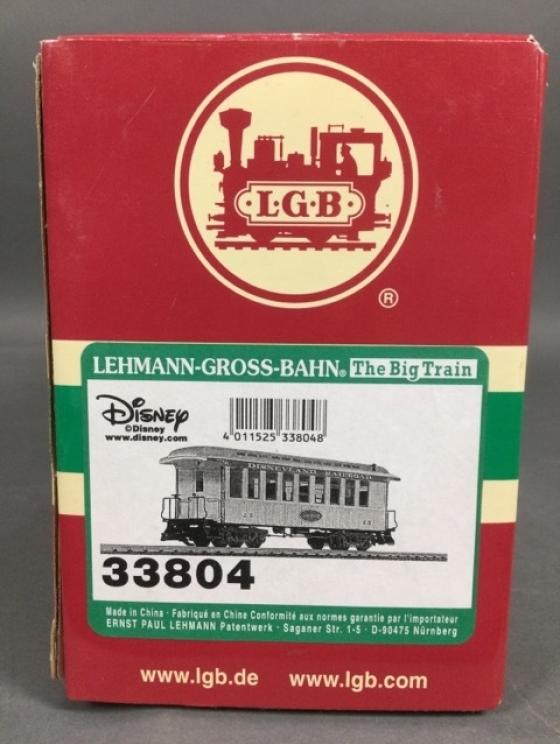 L·G·B
®
LEHMANN-GROSS-BAHN® The Big Train
Disney
©Disney
www.disney.com
4 011525 338048
DISNEYLAND RAILROAD
33804
Made in China · Fabriqué en Chine Conformité aux normes garantie par l'importateur
ERNST PAUL LEHMANN Patentwerk · Saganer Str. 1-5 · D-90475 Nürnberg
www.lgb.de www.lgb.com